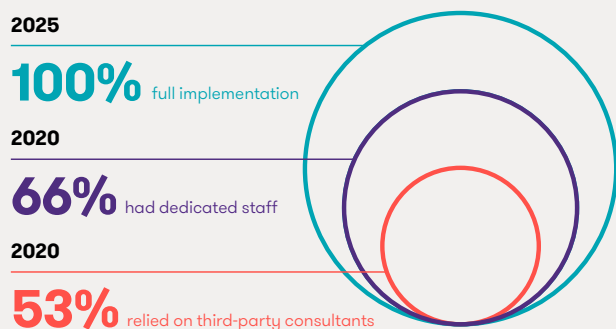 2025
100% full implementation
2020
66% had dedicated staff
2020
53% relied on third-party consultants